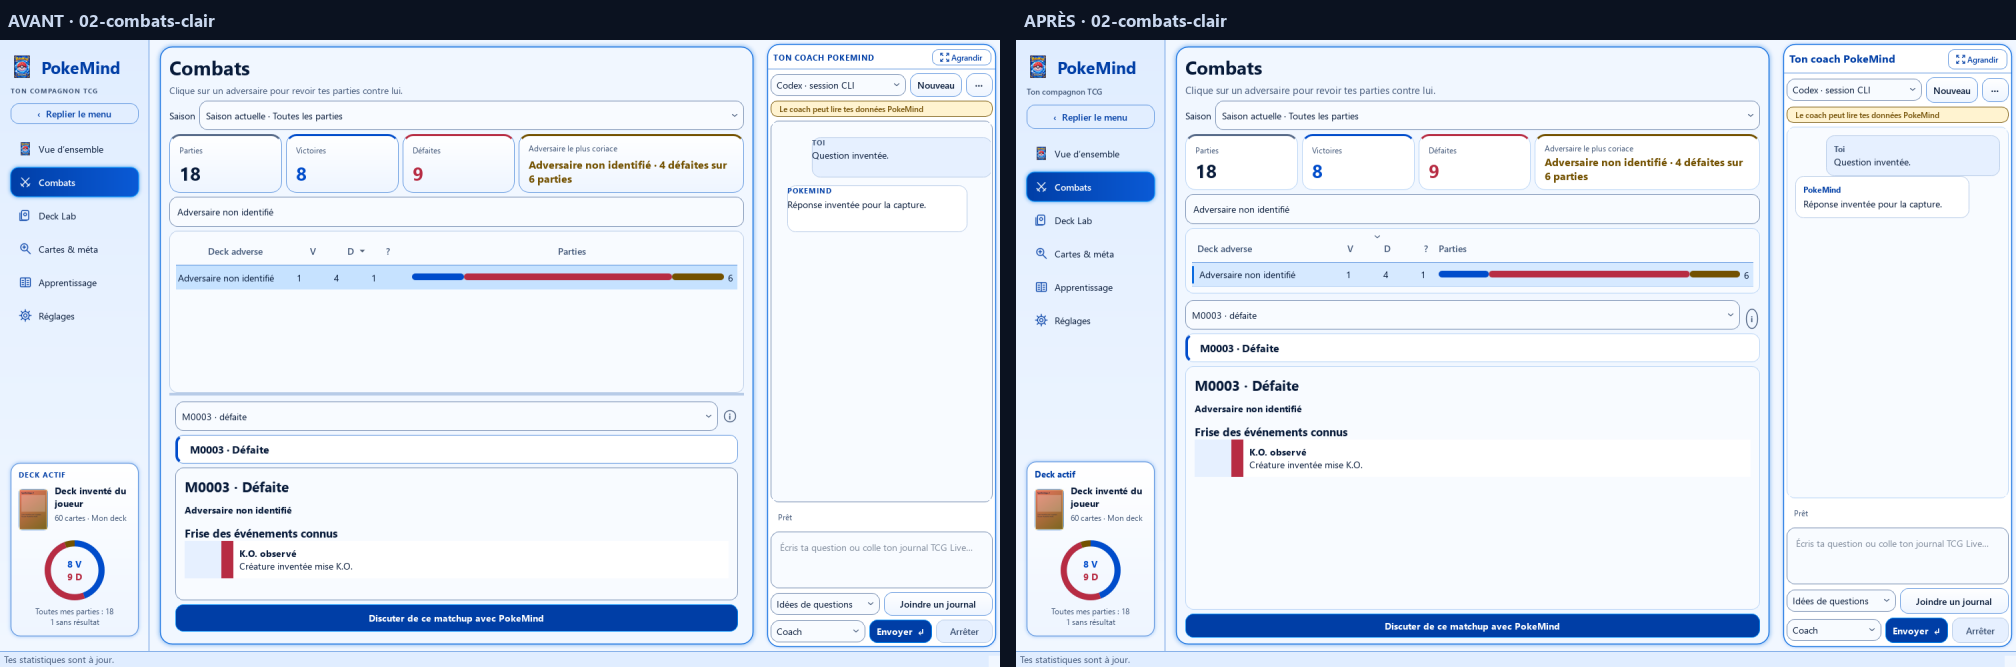 AVANT · 02-combats-clair
PokeMind
TON COMPAGNON TCG
‹ Replier le menu
Vue d'ensemble
Combats
Deck Lab
Cartes & méta
Apprentissage
Réglages
DECK ACTIF
Deck inventé du
joueur
60 cartes · Mon deck
8 V
9 D
Toutes mes parties : 18
1 sans résultat
Tes statistiques sont à jour.
Combats
Clique sur un adversaire pour revoir tes parties contre lui.
Saison Saison actuelle · Toutes les parties
Parties
18
Victoires
8
Défaites
9
Adversaire le plus coriace
Adversaire non identifié · 4 défaites sur
6 parties
Adversaire non identifié
Deck adverse V D ? Parties
Adversaire non identifié 1 4 1 6
M0003 · défaite
M0003 · Défaite
M0003 · Défaite
Adversaire non identifié
Frise des événements connus
K.O. observé
Créature inventée mise K.O.
Discuter de ce matchup avec PokeMind
TON COACH POKEMIND Agrandir
Codex · session CLI Nouveau ...
Le coach peut lire tes données PokeMind
TOI
Question inventée.
POKEMIND
Réponse inventée pour la capture.
Prêt
Écris ta question ou colle ton journal TCG Live...
Idées de questions Joindre un journal
Coach Envoyer ↲ Arrêter
APRÈS · 02-combats-clair
PokeMind
Ton compagnon TCG
‹ Replier le menu
Vue d'ensemble
Combats
Deck Lab
Cartes & méta
Apprentissage
Réglages
Deck actif
Deck inventé du
joueur
60 cartes · Mon deck
8 V
9 D
Toutes mes parties : 18
1 sans résultat
Tes statistiques sont à jour.
Combats
Clique sur un adversaire pour revoir tes parties contre lui.
Saison Saison actuelle · Toutes les parties
Parties
18
Victoires
8
Défaites
9
Adversaire le plus coriace
Adversaire non identifié · 4 défaites sur
6 parties
Adversaire non identifié
Deck adverse V D ? Parties
Adversaire non identifié 1 4 1 6
M0003 · défaite
M0003 · Défaite
M0003 · Défaite
Adversaire non identifié
Frise des événements connus
K.O. observé
Créature inventée mise K.O.
Discuter de ce matchup avec PokeMind
Ton coach PokeMind Agrandir
Codex · session CLI Nouveau ...
Le coach peut lire tes données PokeMind
Toi
Question inventée.
PokeMind
Réponse inventée pour la capture.
Prêt
Écris ta question ou colle ton journal TCG Live...
Idées de questions Joindre un journal
Coach Envoyer ↲ Arrêter